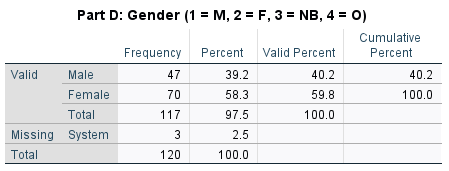 Part D: Gender (1 = M, 2 = F, 3 = NB, 4 = O)
Frequency Percent Valid Percent Cumulative Percent
Valid Male 47 39.2 40.2 40.2
Female 70 58.3 59.8 100.0
Total 117 97.5 100.0
Missing System 3 2.5
Total 120 100.0